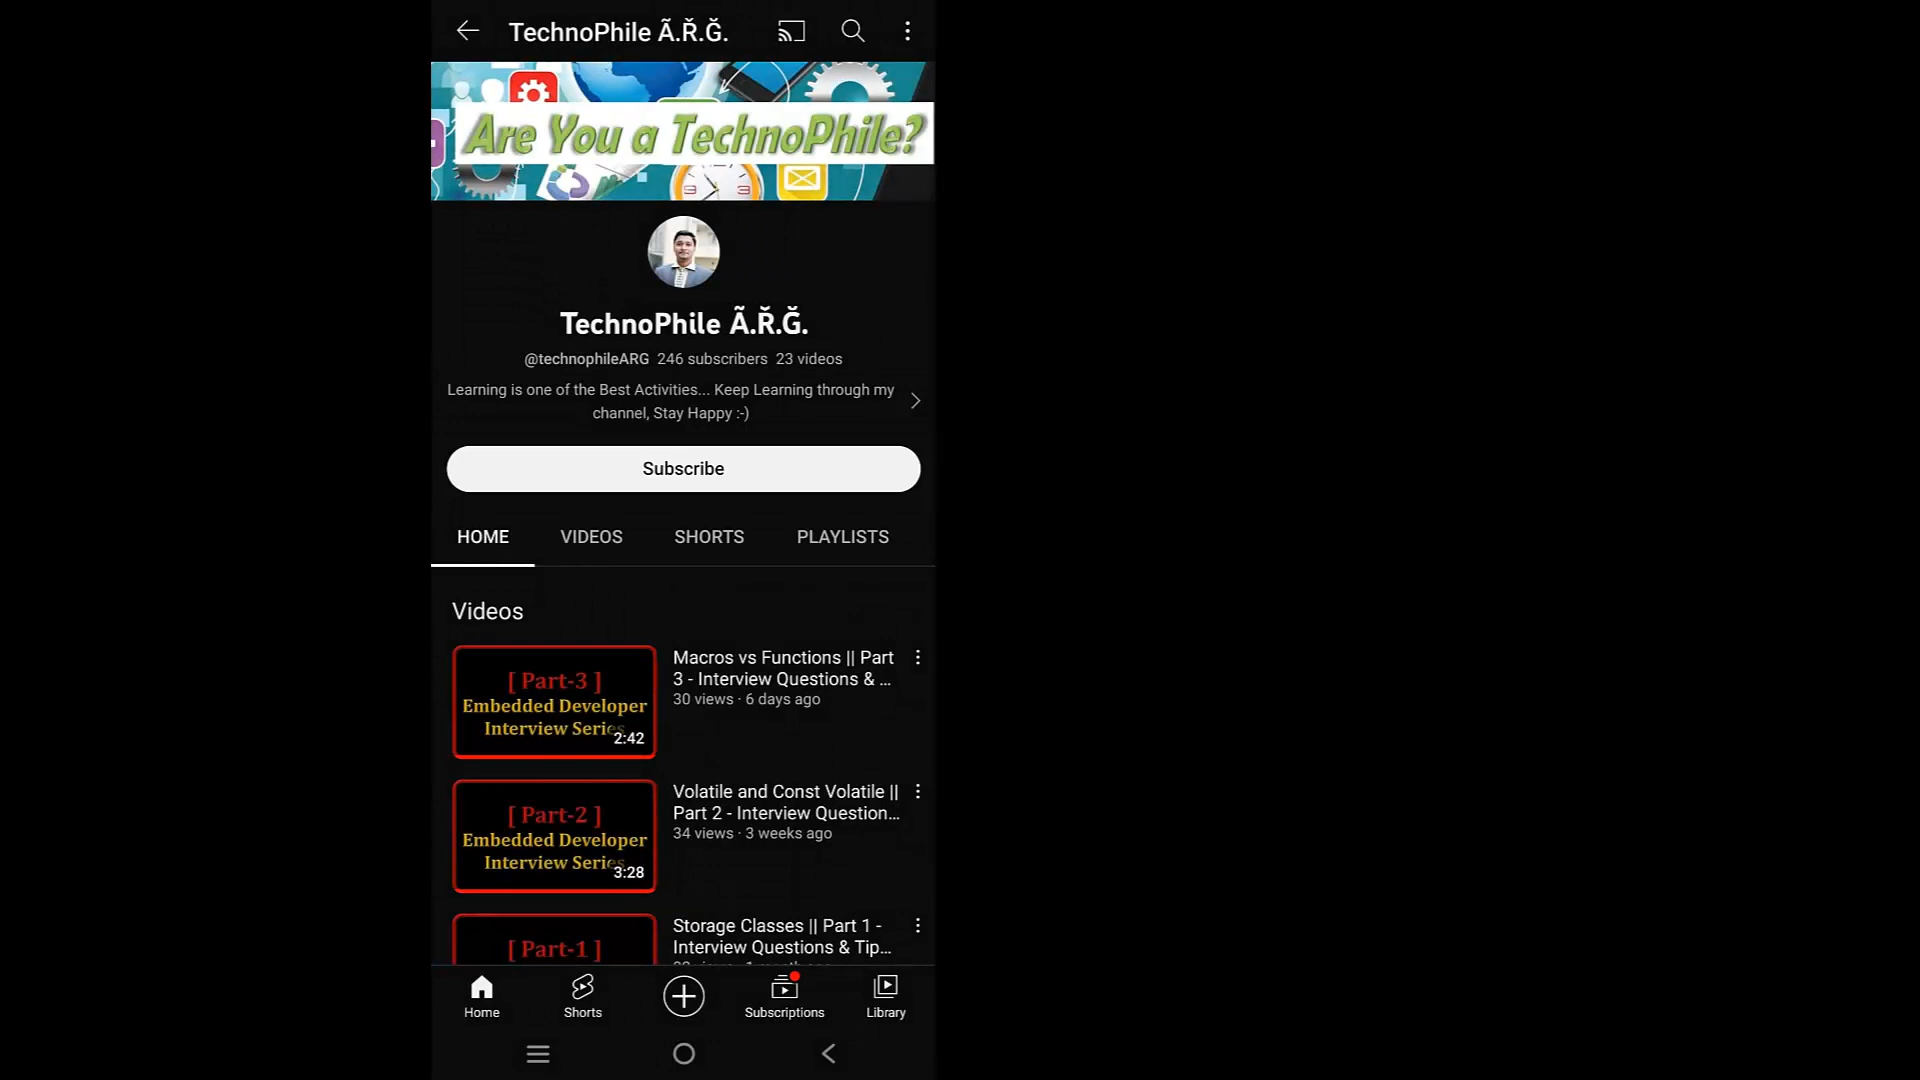 TechnoPhile Ã.Ř.Ğ.
Are You a TechnoPhile?
TechnoPhile Ã.Ř.Ğ.
@technophileARG 246 subscribers 23 videos
Learning is one of the Best Activities... Keep Learning through my
channel, Stay Happy :-)
Subscribe
HOME VIDEOS SHORTS PLAYLISTS
Videos
[ Part-3 ]
Embedded Developer
Interview Series
2:42
Macros vs Functions || Part
3 - Interview Questions & ...
30 views · 6 days ago
[ Part-2 ]
Embedded Developer
Interview Series
3:28
Volatile and Const Volatile ||
Part 2 - Interview Question...
34 views · 3 weeks ago
[ Part-1 ]
Storage Classes || Part 1 -
Interview Questions & Tip...
Home Shorts Subscriptions Library